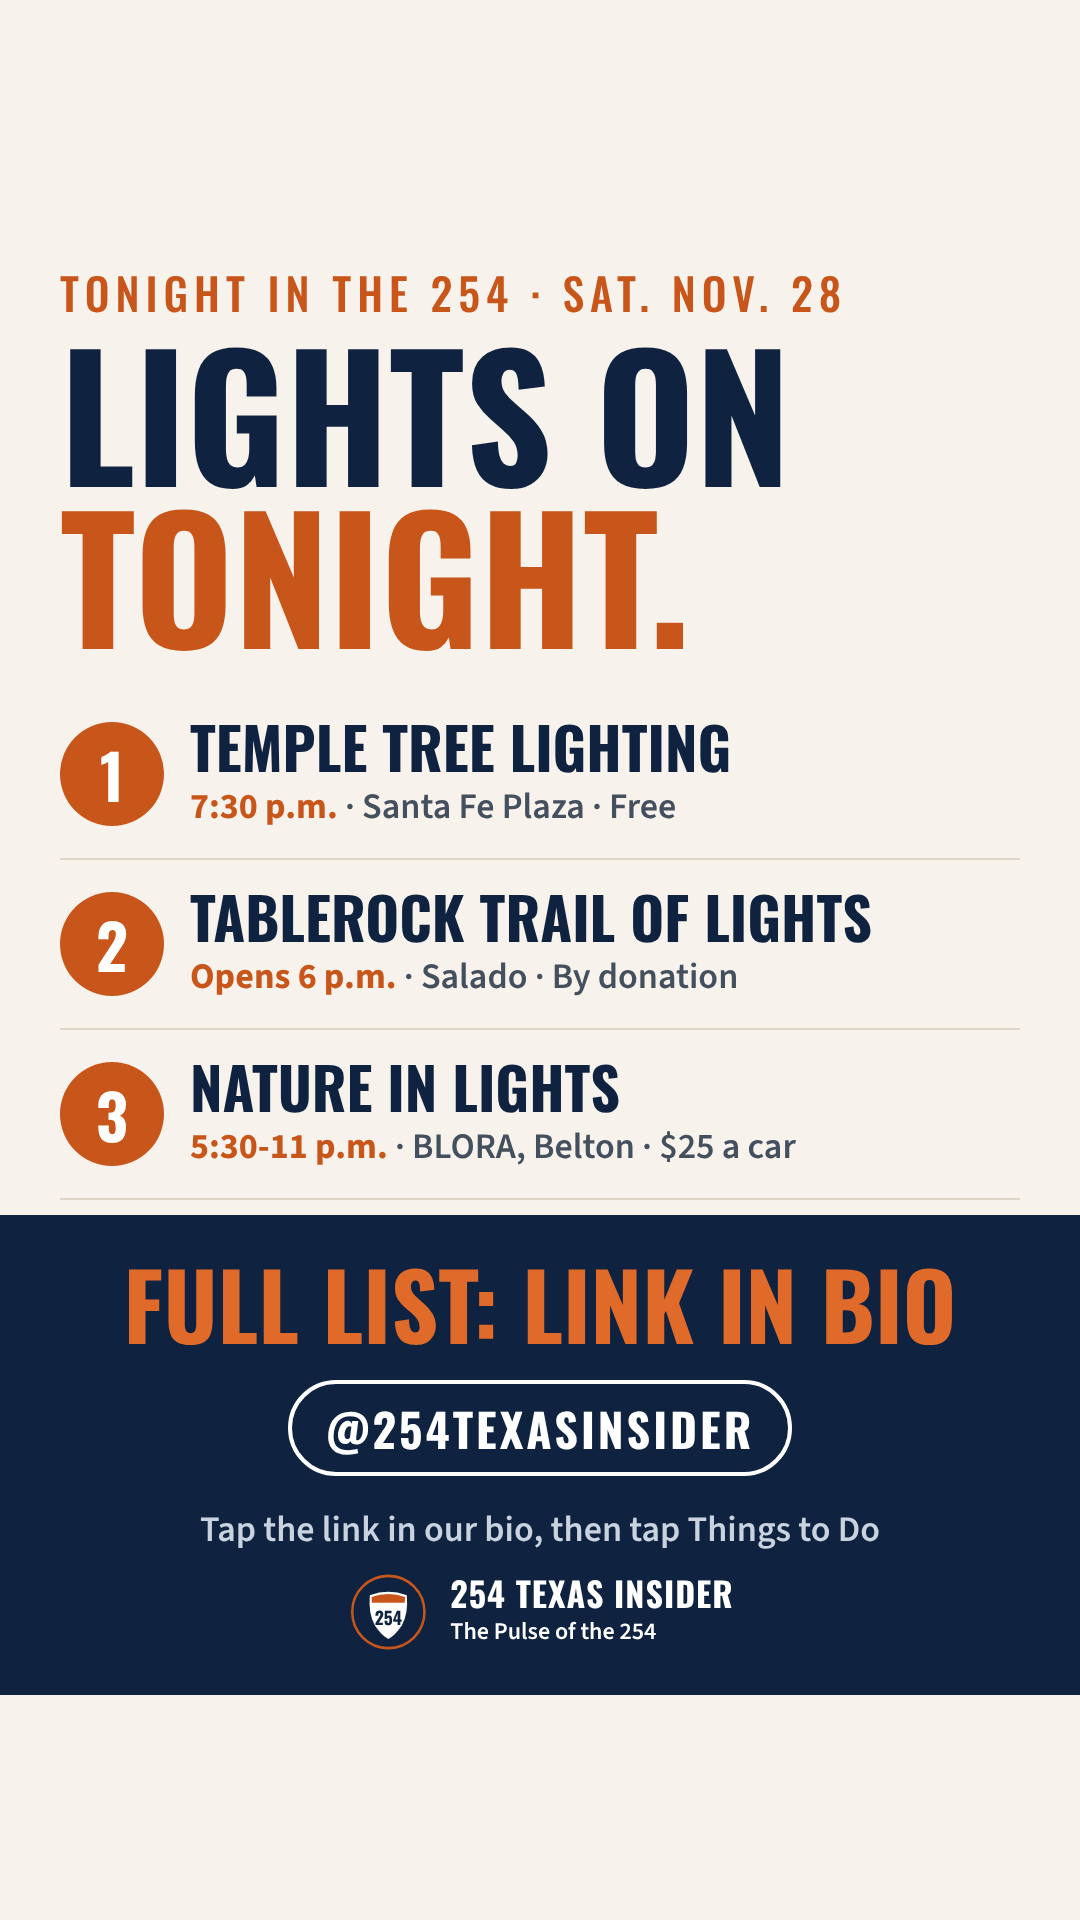 TONIGHT IN THE 254 · SAT. NOV. 28
LIGHTS ON
TONIGHT.
1
TEMPLE TREE LIGHTING
7:30 p.m. · Santa Fe Plaza · Free
2
TABLEROCK TRAIL OF LIGHTS
Opens 6 p.m. · Salado · By donation
3
NATURE IN LIGHTS
5:30-11 p.m. · BLORA, Belton · $25 a car
FULL LIST: LINK IN BIO
@254TEXASINSIDER
Tap the link in our bio, then tap Things to Do
254
254 TEXAS INSIDER
The Pulse of the 254